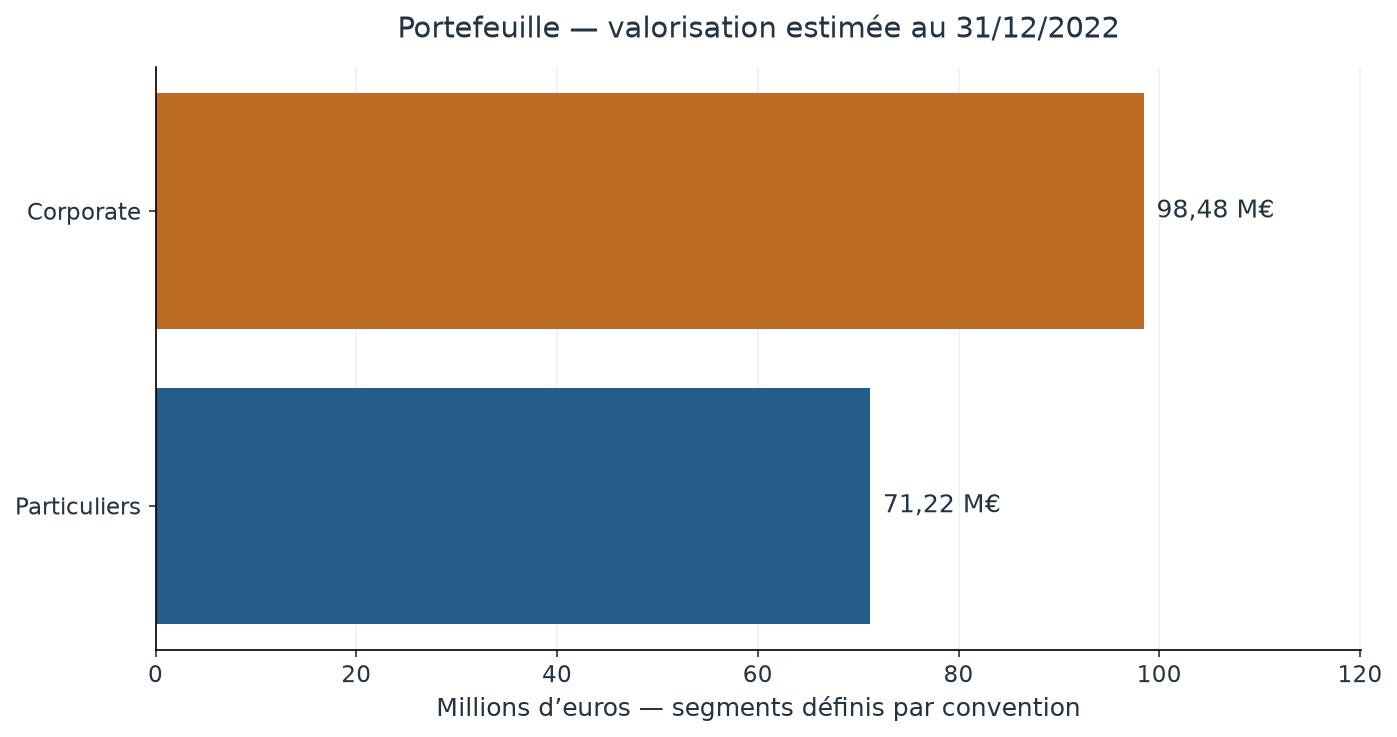 Portefeuille — valorisation estimée au 31/12/2022
Corporate
98,48 M€
Particuliers
71,22 M€
0 20 40 60 80 100 120
Millions d’euros — segments définis par convention